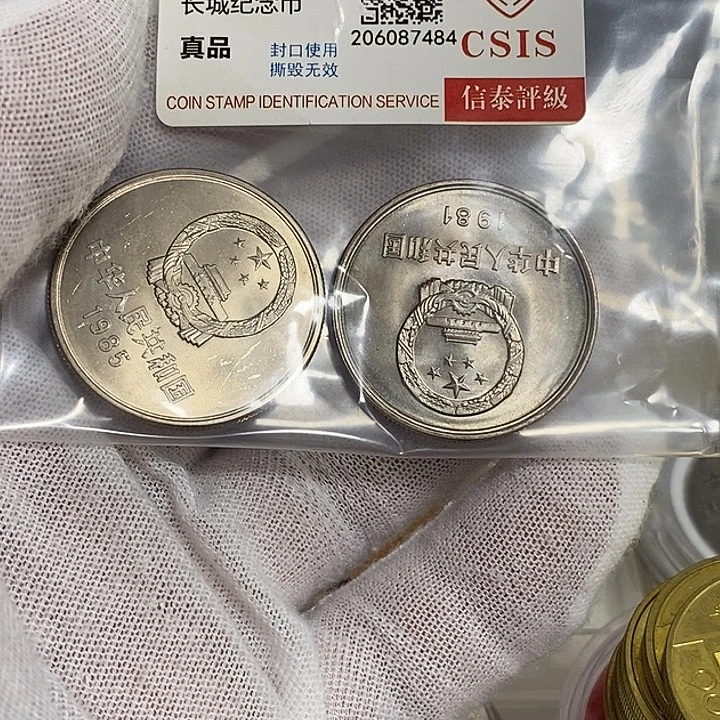 长城纪念币
真品
封口使用
撕毁无效
206087484
CSIS
COIN STAMP IDENTIFICATION SERVICE
信泰評級
中华人民共和国
1985
中华人民共和国
1981